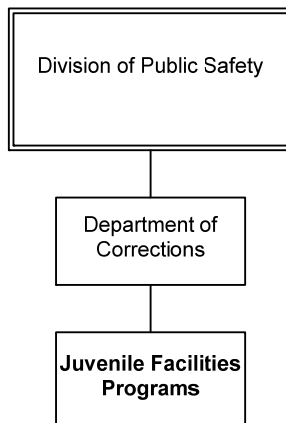 Division of Public Safety
Department of
Corrections
Juvenile Facilities
Programs